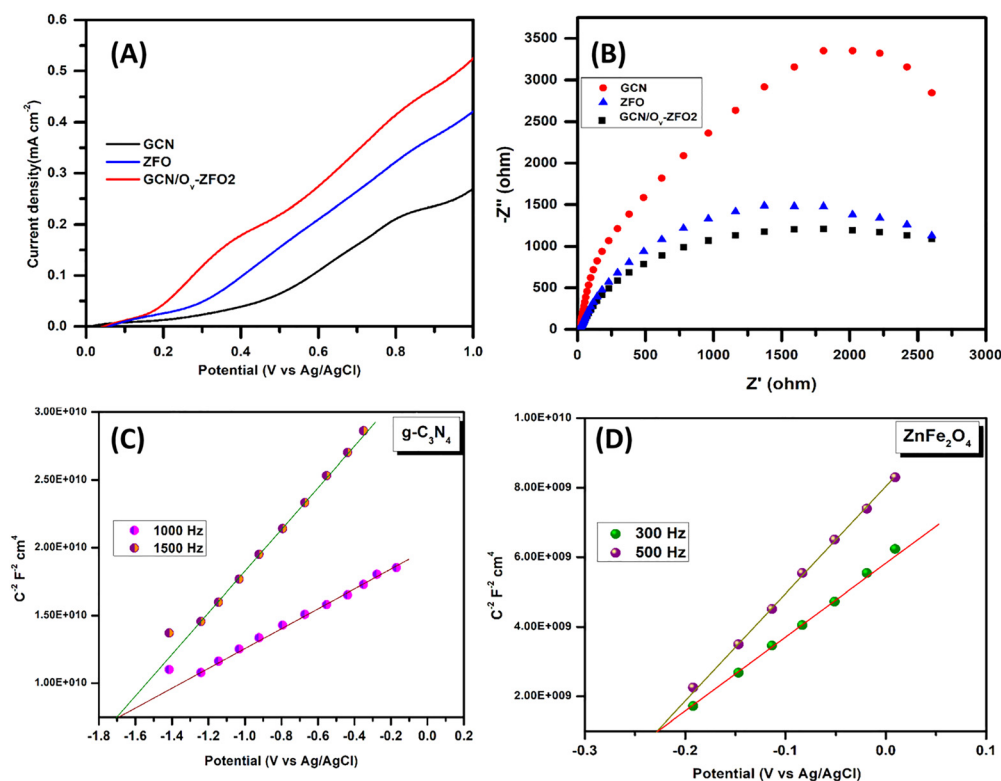 (A)
Current density(mA cm⁻²)
0.6
0.5
0.4
0.3
0.2
0.1
0.0
GCN
ZFO
GCN/Oᵥ-ZFO2
0.0 0.2 0.4 0.6 0.8 1.0
Potential (V vs Ag/AgCl)
(B)
-Z'' (ohm)
3500
3000
2500
2000
1500
1000
500
0
GCN
ZFO
GCN/Oᵥ-ZFO2
0 500 1000 1500 2000 2500 3000
Z' (ohm)
(C)
g-C₃N₄
C⁻² F⁻² cm⁴
3.00E+010
2.50E+010
2.00E+010
1.50E+010
1.00E+010
1000 Hz
1500 Hz
-1.8 -1.6 -1.4 -1.2 -1.0 -0.8 -0.6 -0.4 -0.2 0.0
Potential (V vs Ag/AgCl)
(D)
ZnFe₂O₄
C⁻² F⁻² cm⁴
1.00E+010
8.00E+009
6.00E+009
4.00E+009
2.00E+009
300 Hz
500 Hz
-0.3 -0.2 -0.1 0.0 0.1
Potential (V vs Ag/AgCl)